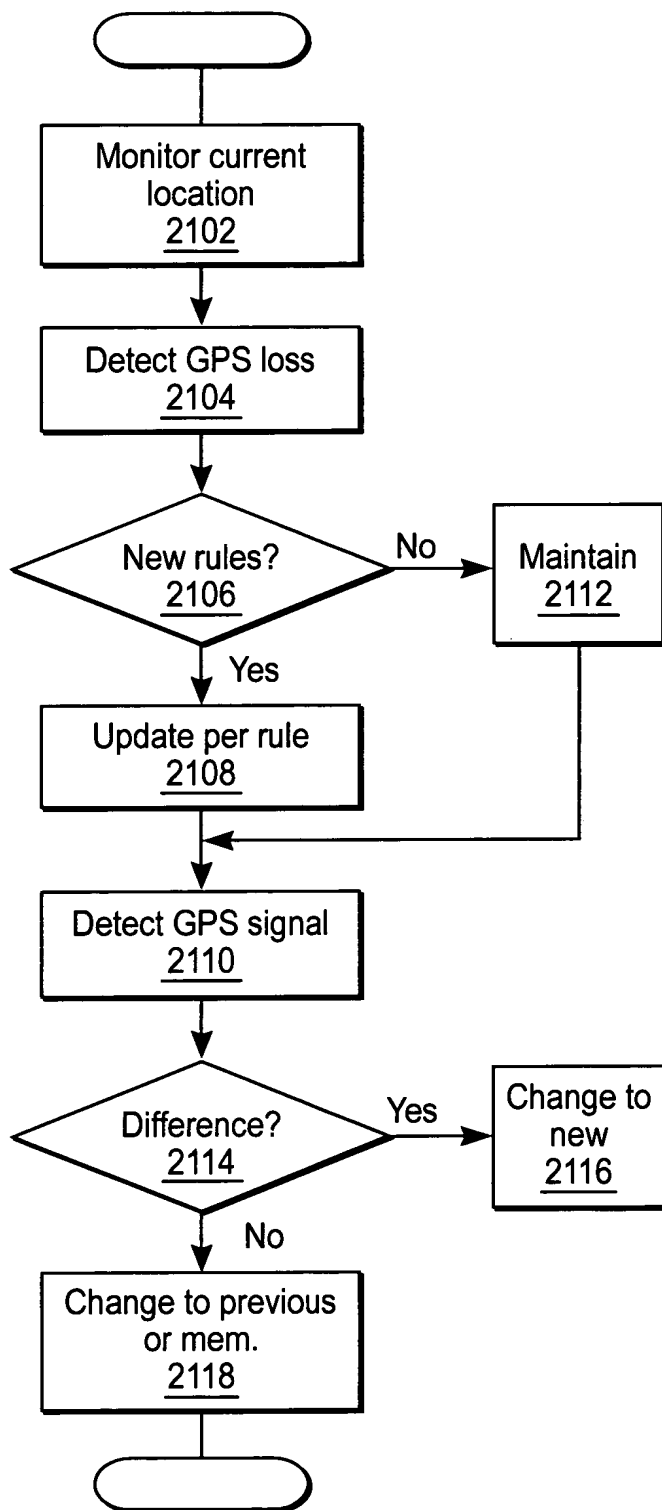 Monitor current
location
2102
Detect GPS loss
2104
New rules?
2106
No
Maintain
2112
Yes
Update per rule
2108
Detect GPS signal
2110
Difference?
2114
Yes
Change to
new
2116
No
Change to previous
or mem.
2118